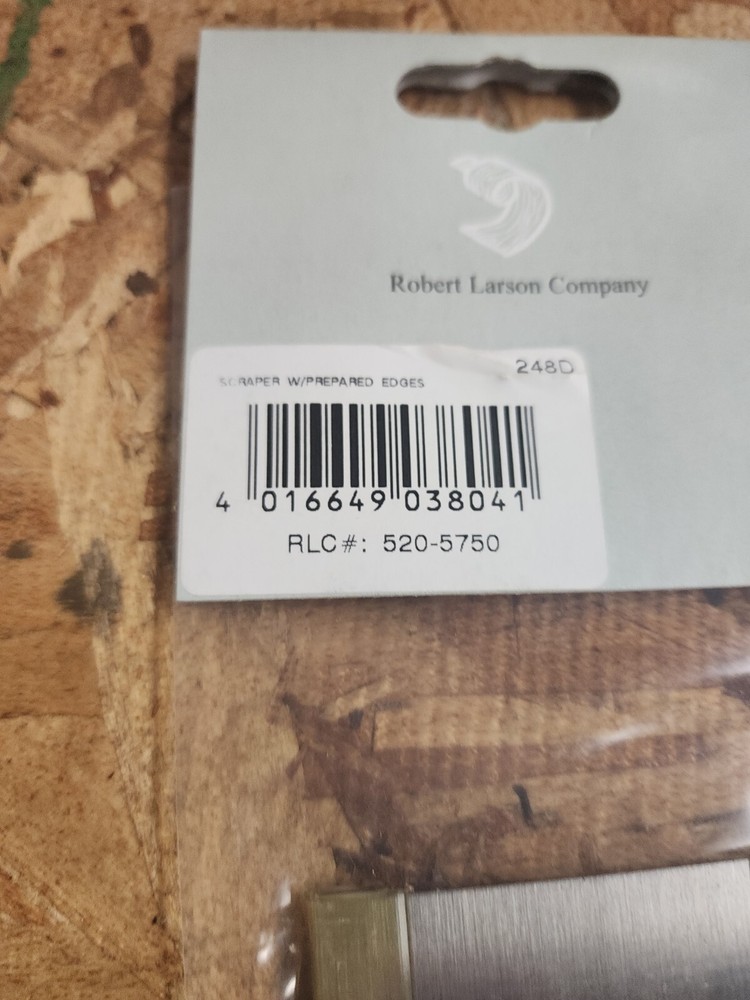 Robert Larson Company
248D
SCRAPER W/PREPARED EDGES
4 016649 038041
RLC#: 520-5750